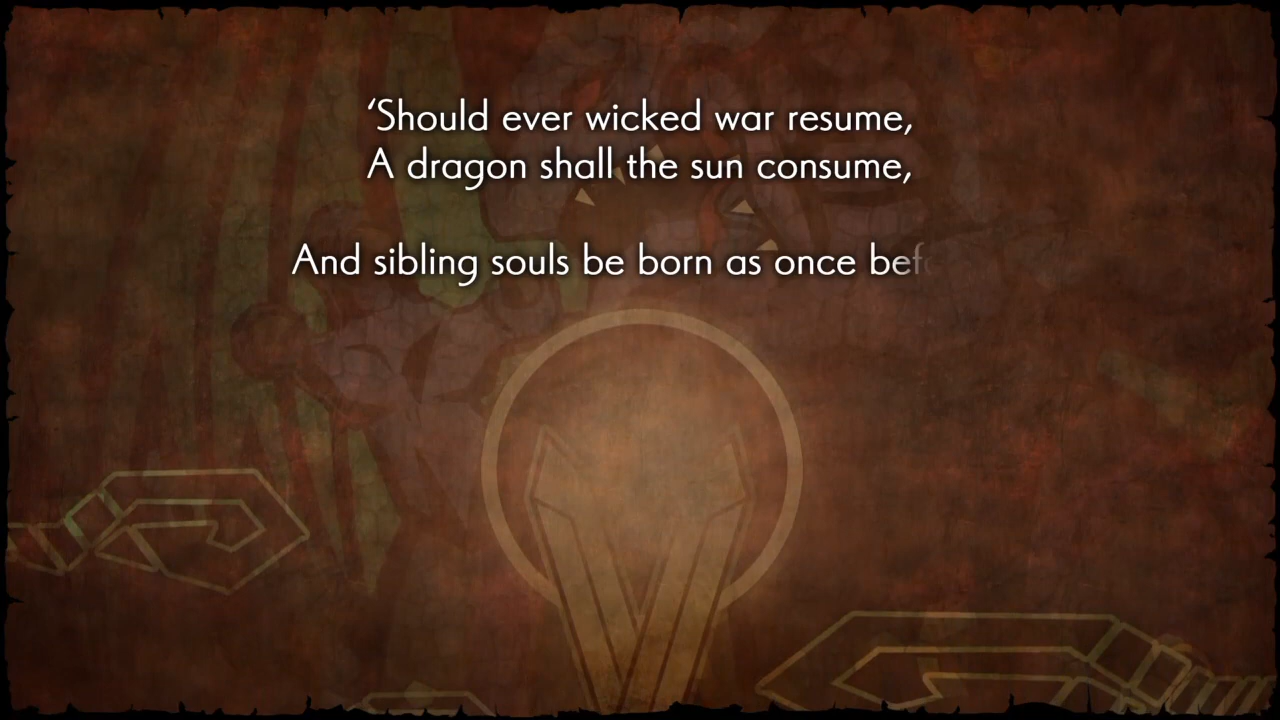 ‘Should ever wicked war resume,
A dragon shall the sun consume,
And sibling souls be born as once